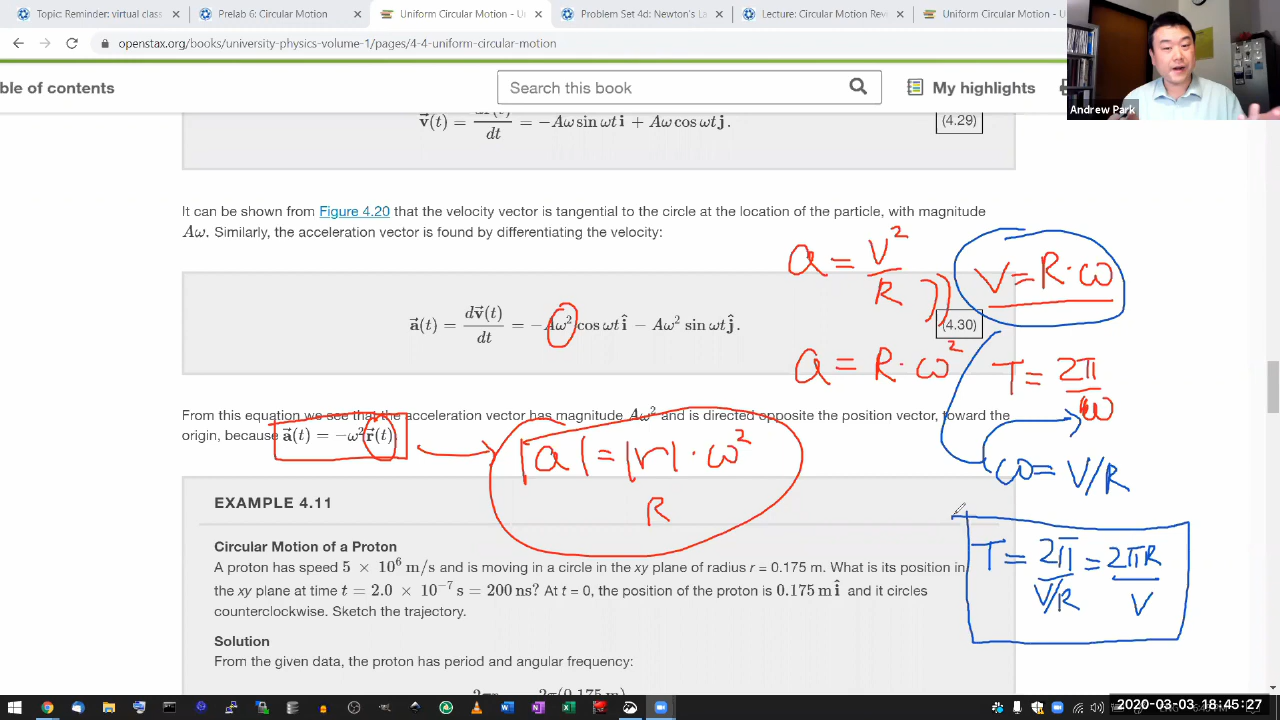 Topic Reminder: virtual class
Prelab 6: Circular Motion
Uniform Circular Motion - U
Problem Set 4d: Newton's La
Lecture: Circular Motion Rev
Uniform Circular Motion - U
openstax.org/books/university-physics-volume-1/pages/4-4-uniform-circular-motion
Andrew Park
ble of contents
Search this book
My highlights
v⃗(t) = dr⃗(t)/dt = −Aω sin ωt î + Aω cos ωt ĵ.
(4.29)
It can be shown from Figure 4.20 that the velocity vector is tangential to the circle at the location of the particle, with magnitude
Aω. Similarly, the acceleration vector is found by differentiating the velocity:
a = V²/R
V = R·ω
a⃗(t) = dv⃗(t)/dt = −Aω² cos ωt î − Aω² sin ωt ĵ.
(4.30)
a = R·ω²
T = 2π/ω
From this equation we see that the acceleration vector has magnitude Aω² and is directed opposite the position vector, toward the
origin, because a⃗(t) = −ω²r⃗(t).
|a| = |r|·ω²
R
ω = V/R
EXAMPLE 4.11
Circular Motion of a Proton
A proton has speed 5 × 10⁶ m/s and is moving in a circle in the xy plane of radius r = 0.175 m. What is its position in
the xy plane at time t = 2.0 × 10⁻⁷ s = 200 ns? At t = 0, the position of the proton is 0.175 m î and it circles
counterclockwise. Sketch the trajectory.
T = 2π/(V/R) = 2πR/V
Solution
From the given data, the proton has period and angular frequency:
2020-03-03 18:45:27